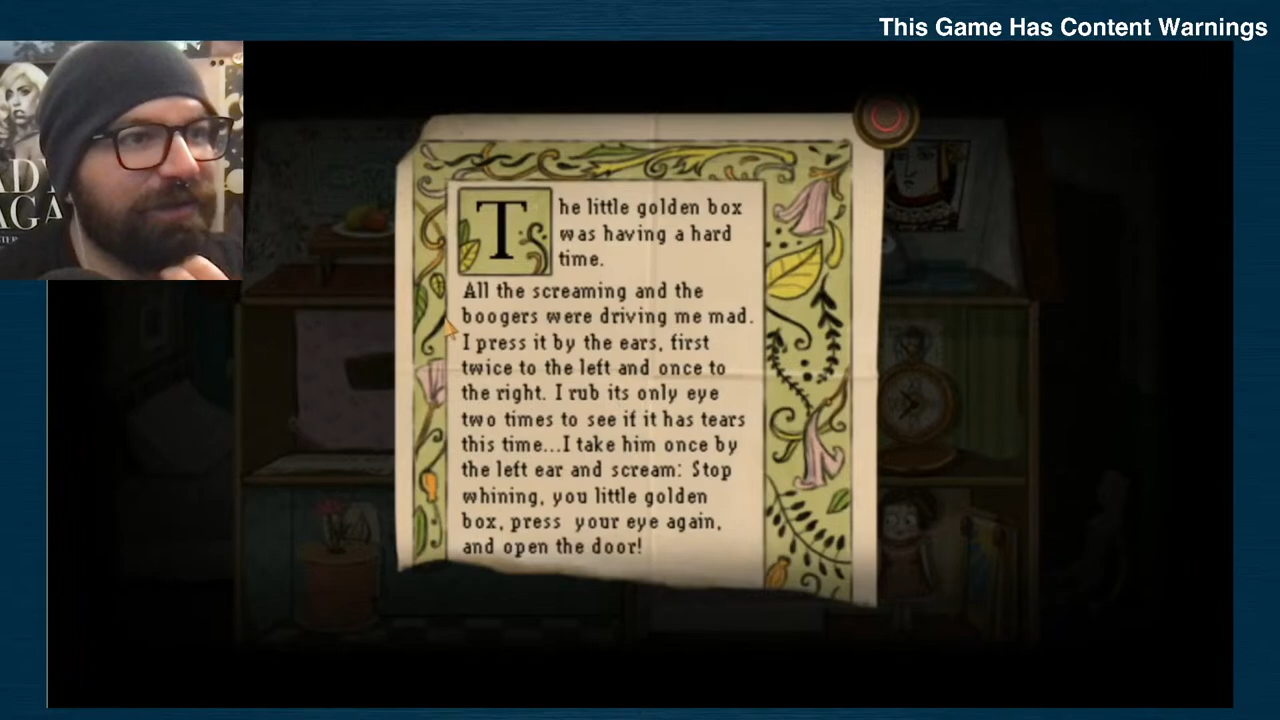 This Game Has Content Warnings
The little golden box
was having a hard
time.
All the screaming and the
boogers were driving me mad.
I press it by the ears, first
twice to the left and once to
the right. I rub its only eye
two times to see if it has tears
this time...I take him once by
the left ear and scream: Stop
whining, you little golden
box, press your eye again,
and open the door!